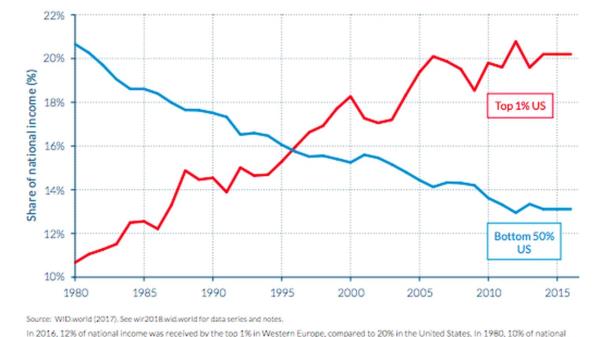 22%
20%
18%
16%
14%
12%
10%
Share of national income (%)
Top 1% US
Bottom 50%
US
1980
1985
1990
1995
2000
2005
2010
2015
Source: WID.world (2017). See wir2018.wid.world for data series and notes.
In 2016, 12% of national income was received by the top 1% in Western Europe, compared to 20% in the United States. In 1980, 10% of national